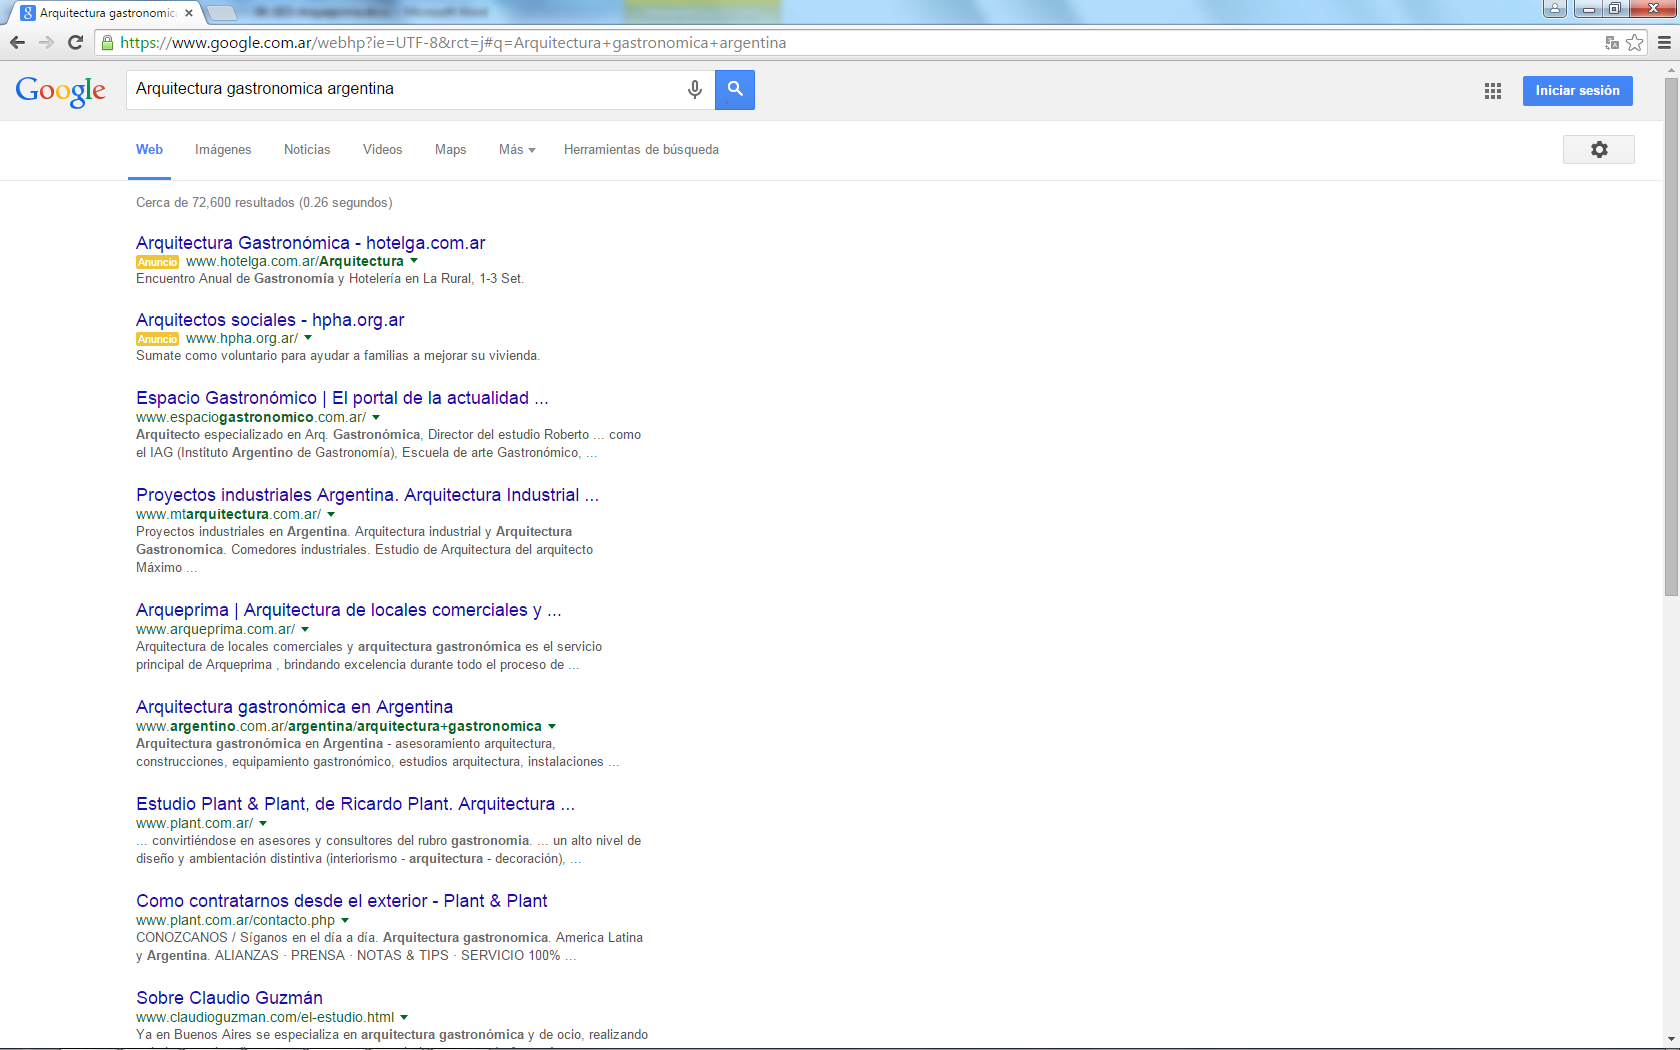 Arquitectura gastronomica
https://www.google.com.ar/webhp?ie=UTF-8&rct=j#q=Arquitectura+gastronomica+argentina
Google
Arquitectura gastronomica argentina
Iniciar sesión
Web Imágenes Noticias Videos Maps Más Herramientas de búsqueda
Cerca de 72,600 resultados (0.26 segundos)
Arquitectura Gastronómica - hotelga.com.ar
Anuncio www.hotelga.com.ar/Arquitectura
Encuentro Anual de Gastronomía y Hotelería en La Rural, 1-3 Set.
Arquitectos sociales - hpha.org.ar
Anuncio www.hpha.org.ar/
Sumate como voluntario para ayudar a familias a mejorar su vivienda.
Espacio Gastronómico | El portal de la actualidad ...
www.espaciogastronomico.com.ar/
Arquitecto especializado en Arq. Gastronómica, Director del estudio Roberto ... como
el IAG (Instituto Argentino de Gastronomía), Escuela de arte Gastronómico, ...
Proyectos industriales Argentina. Arquitectura Industrial ...
www.mtarquitectura.com.ar/
Proyectos industriales en Argentina. Arquitectura industrial y Arquitectura
Gastronomica. Comedores industriales. Estudio de Arquitectura del arquitecto
Máximo ...
Arqueprima | Arquitectura de locales comerciales y ...
www.arqueprima.com.ar/
Arquitectura de locales comerciales y arquitectura gastronómica es el servicio
principal de Arqueprima , brindando excelencia durante todo el proceso de ...
Arquitectura gastronómica en Argentina
www.argentino.com.ar/argentina/arquitectura+gastronomica
Arquitectura gastronómica en Argentina - asesoramiento arquitectura,
construcciones, equipamiento gastronómico, estudios arquitectura, instalaciones ...
Estudio Plant & Plant, de Ricardo Plant. Arquitectura ...
www.plant.com.ar/
... convirtiéndose en asesores y consultores del rubro gastronomia. ... un alto nivel de
diseño y ambientación distintiva (interiorismo - arquitectura - decoración), ...
Como contratarnos desde el exterior - Plant & Plant
www.plant.com.ar/contacto.php
CONOZCANOS / Síganos en el día a día. Arquitectura gastronomica. America Latina
y Argentina. ALIANZAS · PRENSA · NOTAS & TIPS · SERVICIO 100% ...
Sobre Claudio Guzmán
www.claudioguzman.com/el-estudio.html
Ya en Buenos Aires se especializa en arquitectura gastronómica y de ocio, realizando